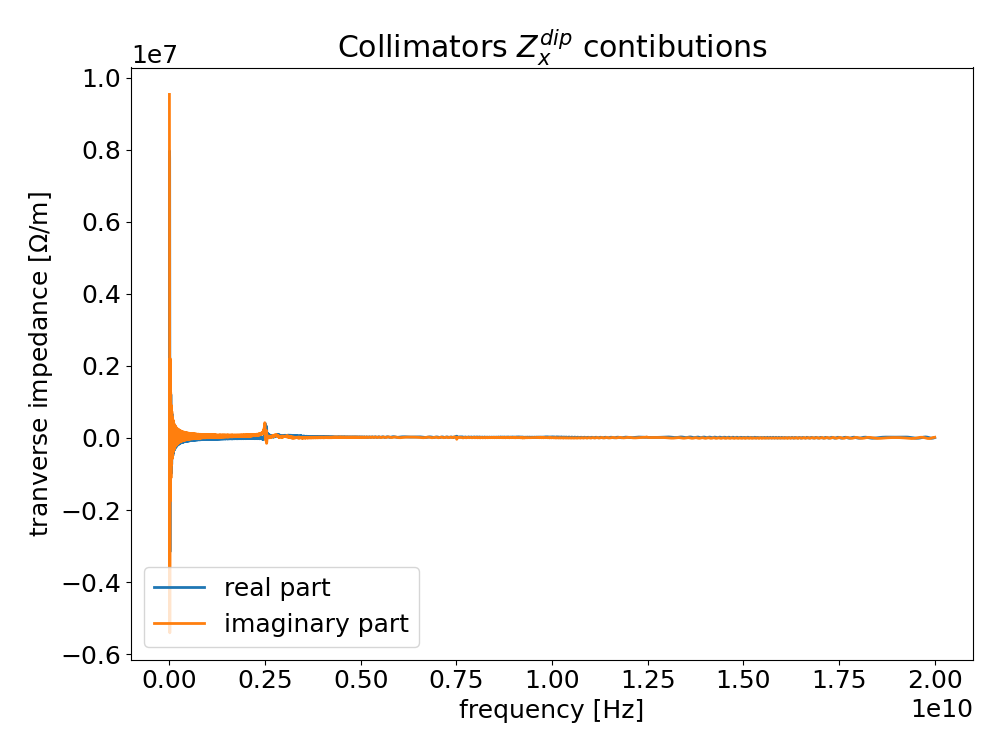 Collimators $Z_x^{dip}$ contibutions
1e7
1.0
0.8
0.6
0.4
0.2
0.0
−0.2
−0.4
−0.6
tranverse impedance [Ω/m]
real part
imaginary part
0.00 0.25 0.50 0.75 1.00 1.25 1.50 1.75 2.00
frequency [Hz]
1e10